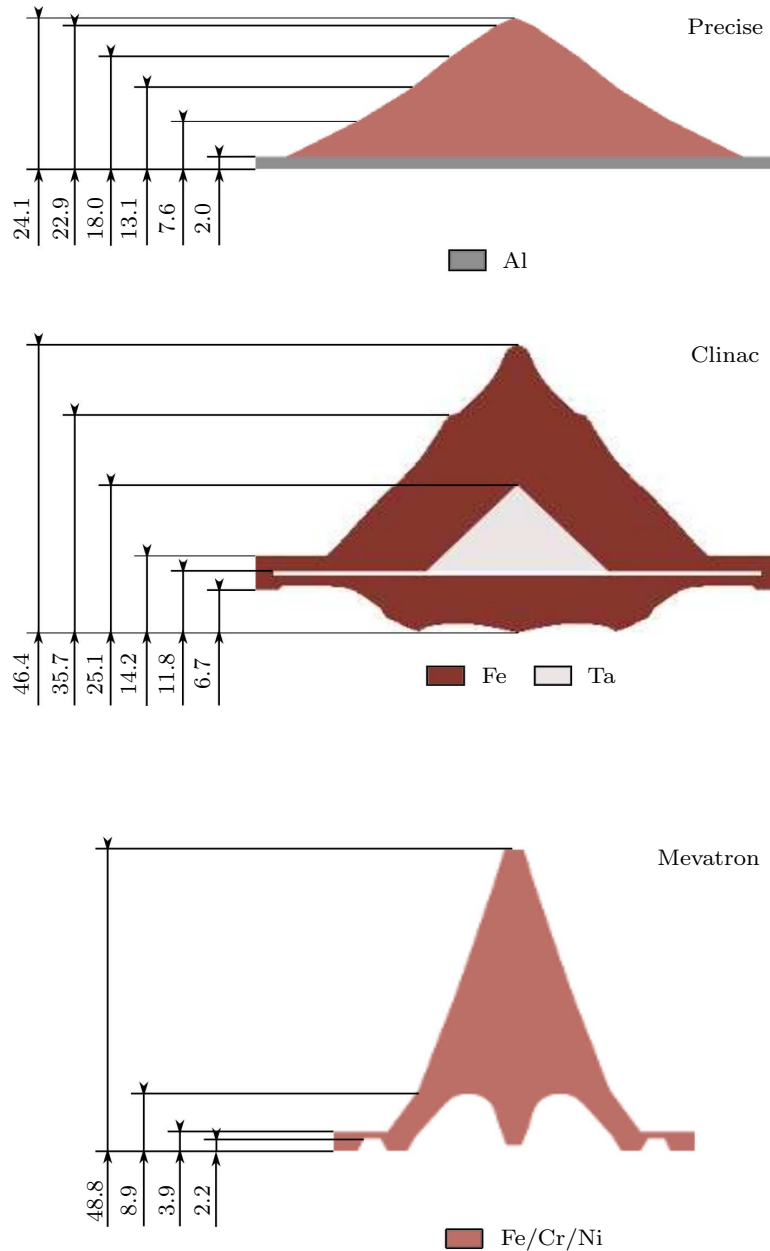 Precise
24.1
22.9
18.0
13.1
7.6
2.0
Al
Clinac
46.4
35.7
25.1
14.2
11.8
6.7
Fe
Ta
Mevatron
48.8
8.9
3.9
2.2
Fe/Cr/Ni